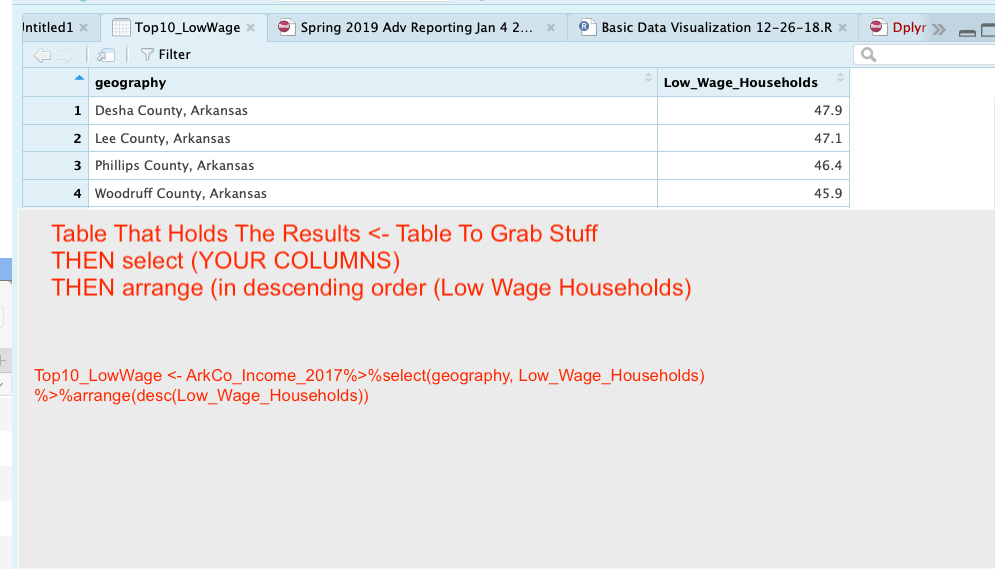 ntitled1 × Top10_LowWage × Spring 2019 Adv Reporting Jan 4 2... × Basic Data Visualization 12-26-18.R × Dplyr
Filter
geography Low_Wage_Households
1 Desha County, Arkansas 47.9
2 Lee County, Arkansas 47.1
3 Phillips County, Arkansas 46.4
4 Woodruff County, Arkansas 45.9
Table That Holds The Results <- Table To Grab Stuff
THEN select (YOUR COLUMNS)
THEN arrange (in descending order (Low Wage Households)
Top10_LowWage <- ArkCo_Income_2017%>%select(geography, Low_Wage_Households)
%>%arrange(desc(Low_Wage_Households))